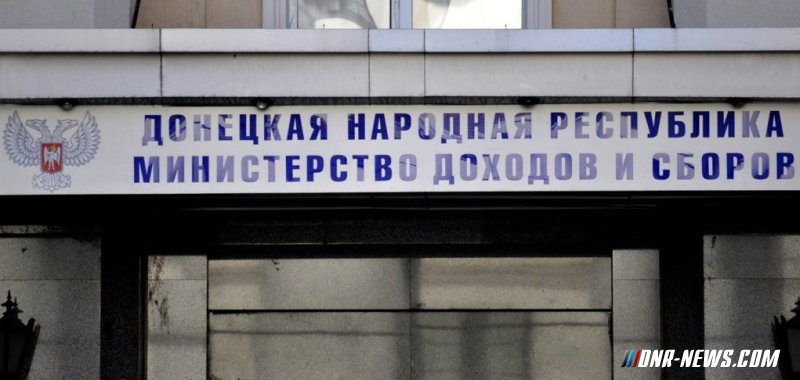 ДОНЕЦКАЯ НАРОДНАЯ РЕСПУБЛИКА
МИНИСТЕРСТВО ДОХОДОВ И СБОРОВ
DNR-NEWS.COM